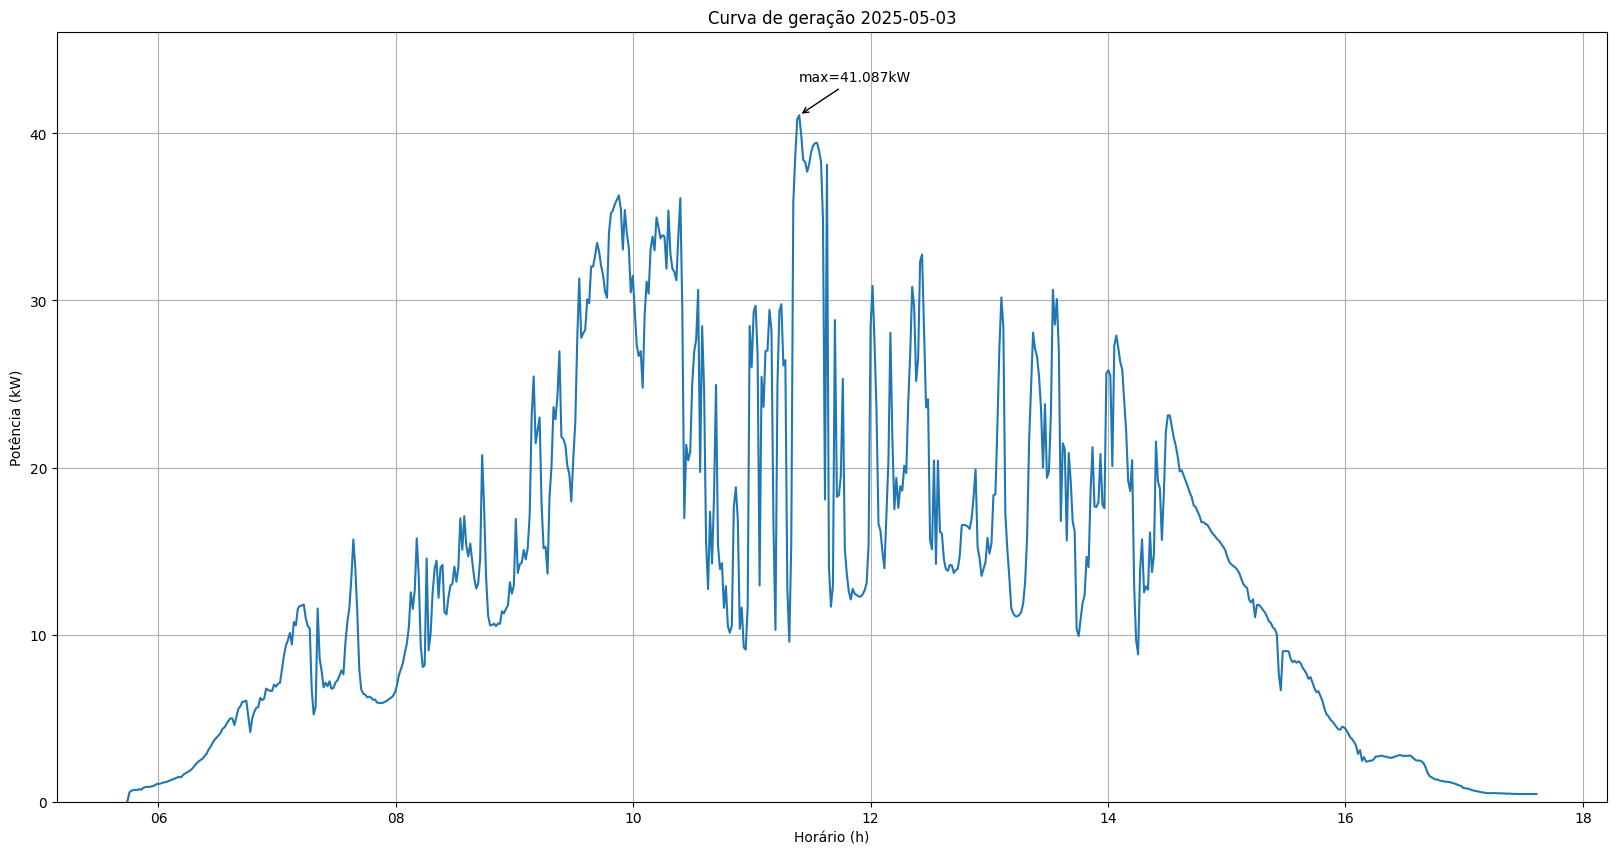 Curva de geração 2025-05-03
max=41.087kW
Potência (kW)
40
30
20
10
0
06 08 10 12 14 16 18
Horário (h)